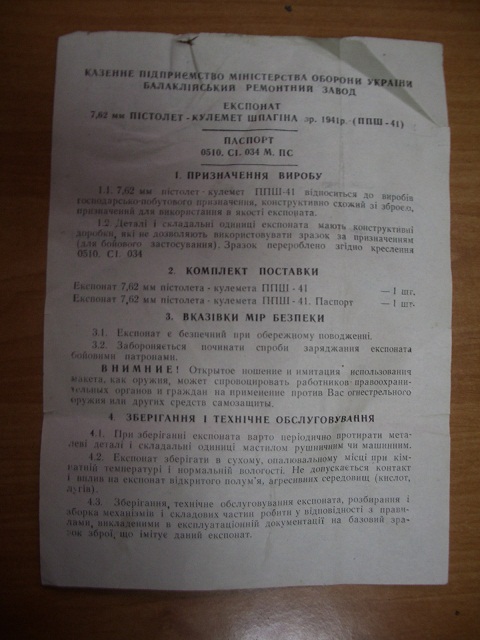 КАЗЕННЕ ПІДПРИЄМСТВО МІНІСТЕРСТВА ОБОРОНИ УКРАЇНИ
БАЛАКЛІЙСЬКИЙ РЕМОНТНИЙ ЗАВОД
ЕКСПОНАТ
7,62 мм ПІСТОЛЕТ-КУЛЕМЕТ ШПАГІНА зр. 1941р. (ППШ-41)
ПАСПОРТ
0510. С1. 034 М. ПС
1. ПРИЗНАЧЕННЯ ВИРОБУ
1.1. 7,62 мм пістолет-кулемет ППШ-41 відноситься до виробів
господарсько-побутового призначення, конструктивно схожий зі зброєю,
призначений для використання в якості експоната.
1.2. Деталі і складальні одиниці експоната мають конструктивні
доробки, які не дозволяють використовувати зразок за призначенням
(для бойового застосування). Зразок перероблено згідно креслення
0510. С1. 034
2. КОМПЛЕКТ ПОСТАВКИ
Експонат 7,62 мм пістолета-кулемета ППШ-41 — 1 шт.
Експонат 7,62 мм пістолета-кулемета ППШ-41. Паспорт — 1 шт.
3. ВКАЗІВКИ МІР БЕЗПЕКИ
3.1. Експонат є безпечний при обережному поводженні.
3.2. Забороняється починати спроби заряджання експоната
бойовими патронами.
ВНИМНИЕ! Открытое ношение и имитация использования
макета, как оружия, может спровоцировать работников правоохрани-
тельных органов и граждан на применение против Вас огнестрельного
оружия или других средств самозащиты.
4. ЗБЕРІГАННЯ І ТЕХНІЧНЕ ОБСЛУГОВУВАННЯ
4.1. При зберіганні експоната варто періодично протирати мета-
леві деталі і складальні одиниці мастилом рушничним чи машинним.
4.2. Експонат зберігати в сухому, опалювальному місці при кім-
натній температурі і нормальній вологості. Не допускається контакт
і вплив на експонат відкритого полум'я, агресивних середовищ (кислот,
лугів).
4.3. Зберігання, технічне обслуговування експоната, розбирання і
зборка механізмів і складових частин робити у відповідності з прави-
лами, викладеними в експлуатаційній документації на базовий зра-
зок зброї, що імітує даний експонат.